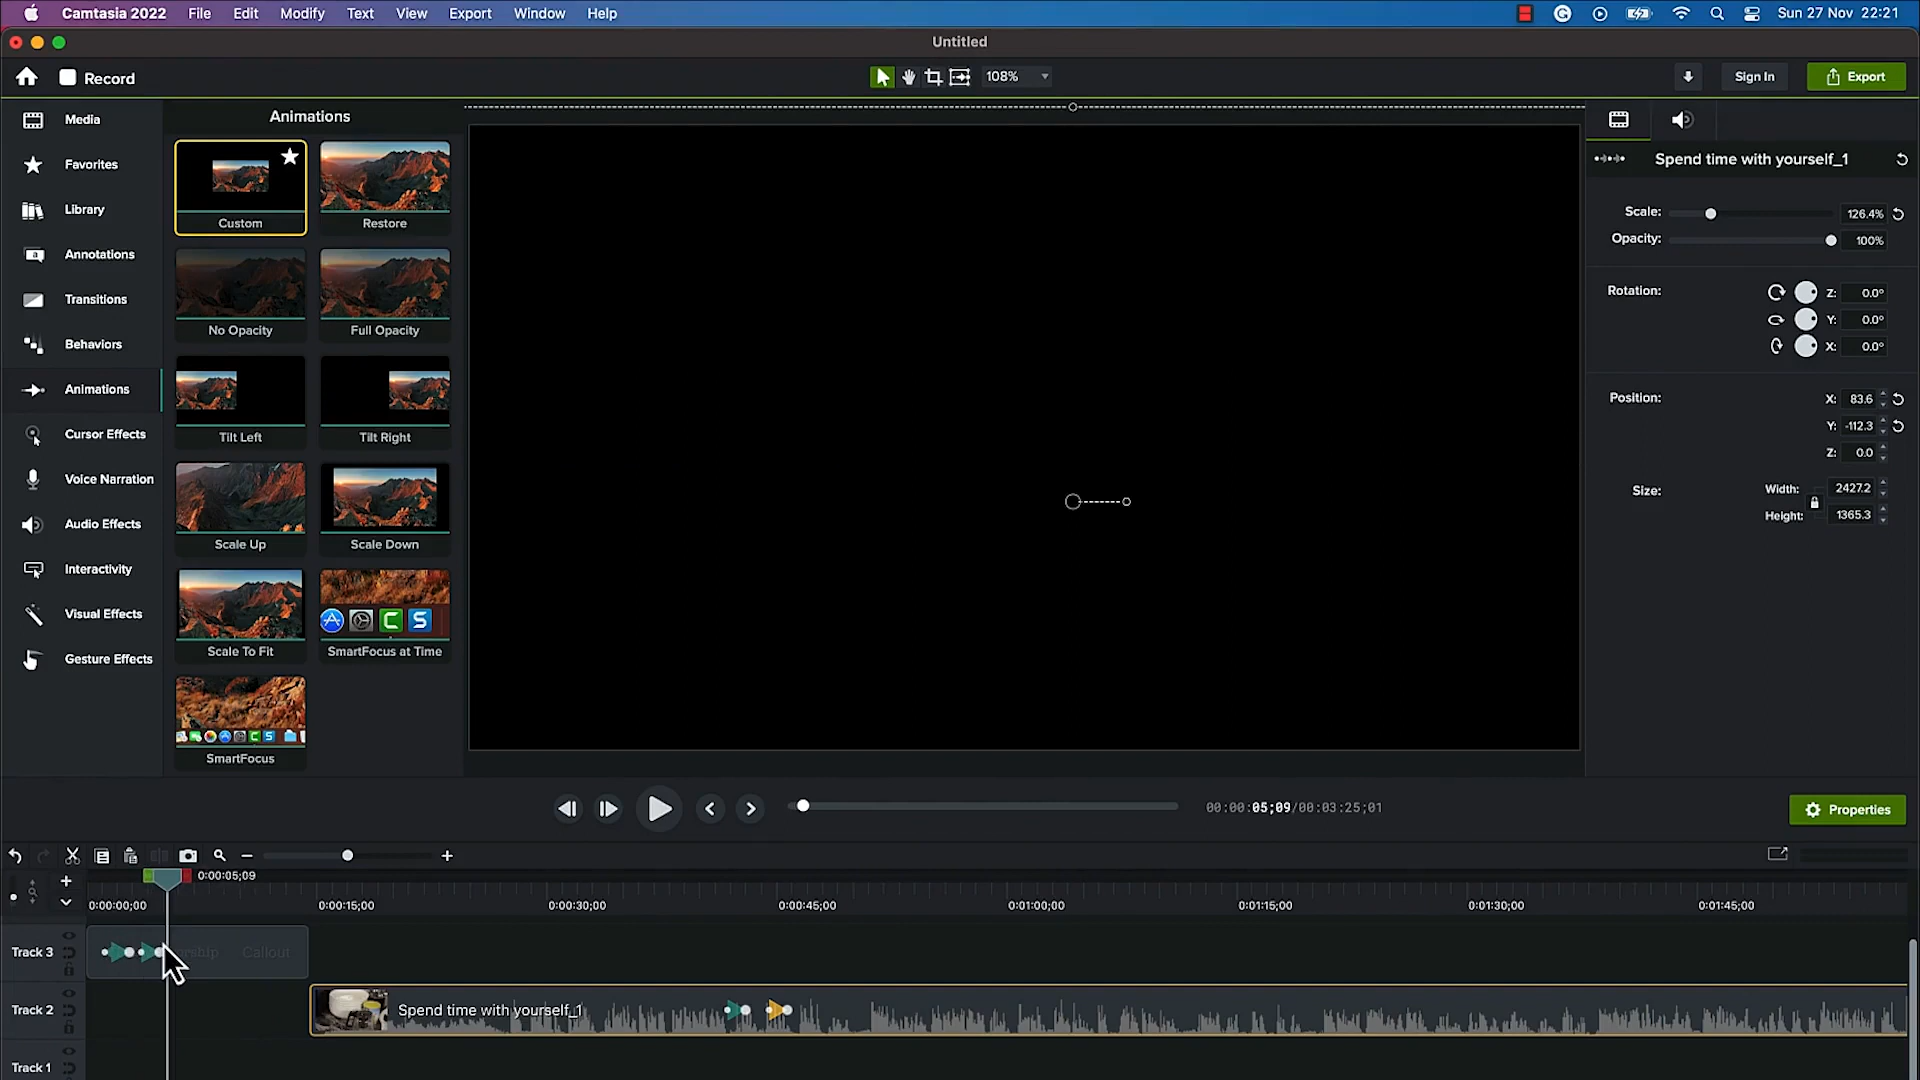 Camtasia 2022 File Edit Modify Text View Export Window Help Sun 27 Nov 22:21
Untitled
Record 108% Sign In Export
Media
Favorites
Library
Annotations
Transitions
Behaviors
Animations
Cursor Effects
Voice Narration
Audio Effects
Interactivity
Visual Effects
Gesture Effects
Animations
Custom Restore
No Opacity Full Opacity
Tilt Left Tilt Right
Scale Up Scale Down
Scale To Fit SmartFocus at Time
SmartFocus
Spend time with yourself_1
Scale: 126.4%
Opacity: 100%
Rotation: Z: 0.0°
Y: 0.0°
X: 0.0°
Position: X: 83.6
Y: -112.3
Z: 0.0
Size: Width: 2427.2
Height: 1365.3
00:00:05;09/00:03:25;01
Properties
0:00:05;09
0:00:00;00 0:00:15;00 0:00:30;00 0:00:45;00 0:01:00;00 0:01:15;00 0:01:30;00 0:01:45;00
Track 3 Callout
Track 2 Spend time with yourself_1
Track 1